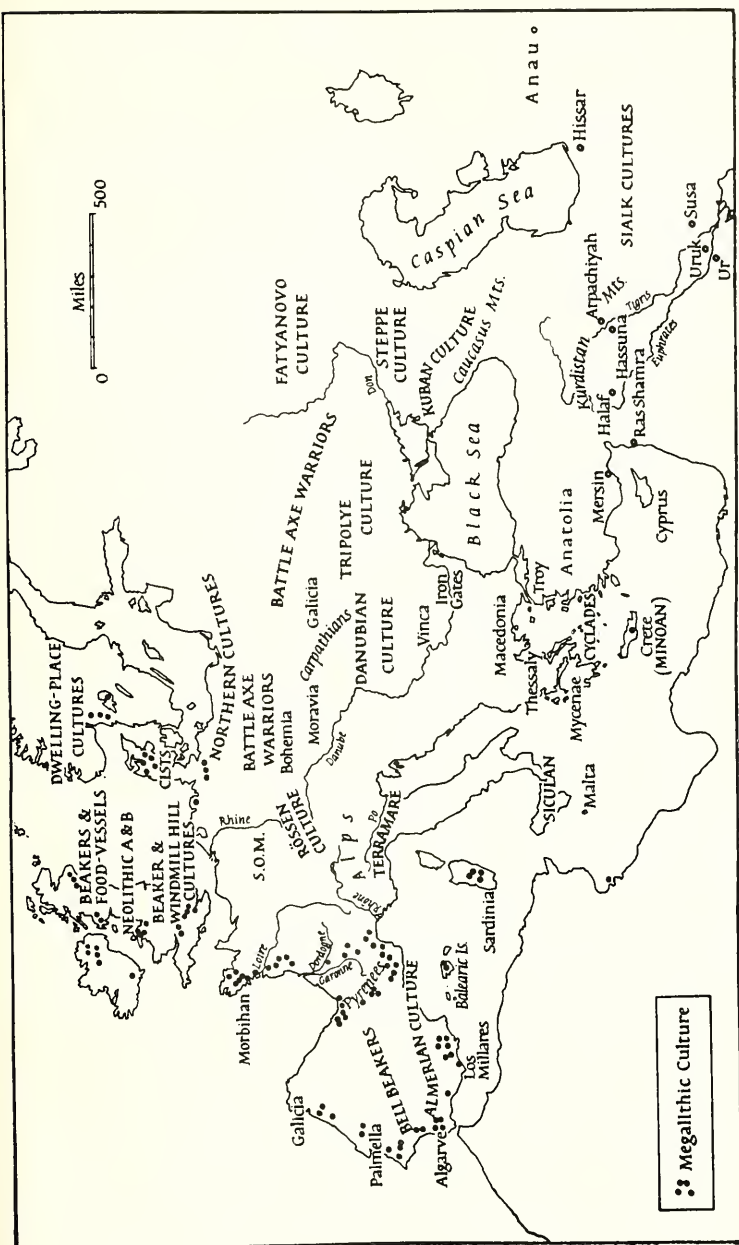 Miles
0
500
Anau
Hissar
Caspian Sea
SIALK CULTURES
Susa
Uruk
Ur
Arpachiyah
Mts.
Tigris
Kurdistan
Hassuna
Euphrates
Halaf
Ras Shamra
FATYANOVO
CULTURE
STEPPE
CULTURE
Don
KUBAN CULTURE
Caucasus Mts.
Black Sea
BATTLE AXE WARRIORS
TRIPOLYE
CULTURE
Galicia
Carpathians
DANUBIAN
CULTURE
Vinca
Iron
Gates
Mersin
Cyprus
Anatolia
Troy
Macedonia
CYCLADES
Crete
(MINOAN)
Thessaly
Mycenae
DWELLING-PLACE
CULTURES
CISTS
NORTHERN CULTURES
BATTLE AXE
WARRIORS
Bohemia
Moravia
Danube
BEAKERS &
FOOD-VESSELS
NEOLITHIC A & B
BEAKER &
WINDMILL HILL
CULTURES
Rhine
S.O.M.
RÖSSEN
CULTURE
Alps
Po
TERRAMARE
SICULAN
Malta
Rhone
Sardinia
Morbihan
Loire
Dordogne
Garonne
Pyrenees
Balearic Is.
Galicia
BELL BEAKERS
ALMERIAN CULTURE
Los
Millares
Palmella
Algarve
Megallthic Culture